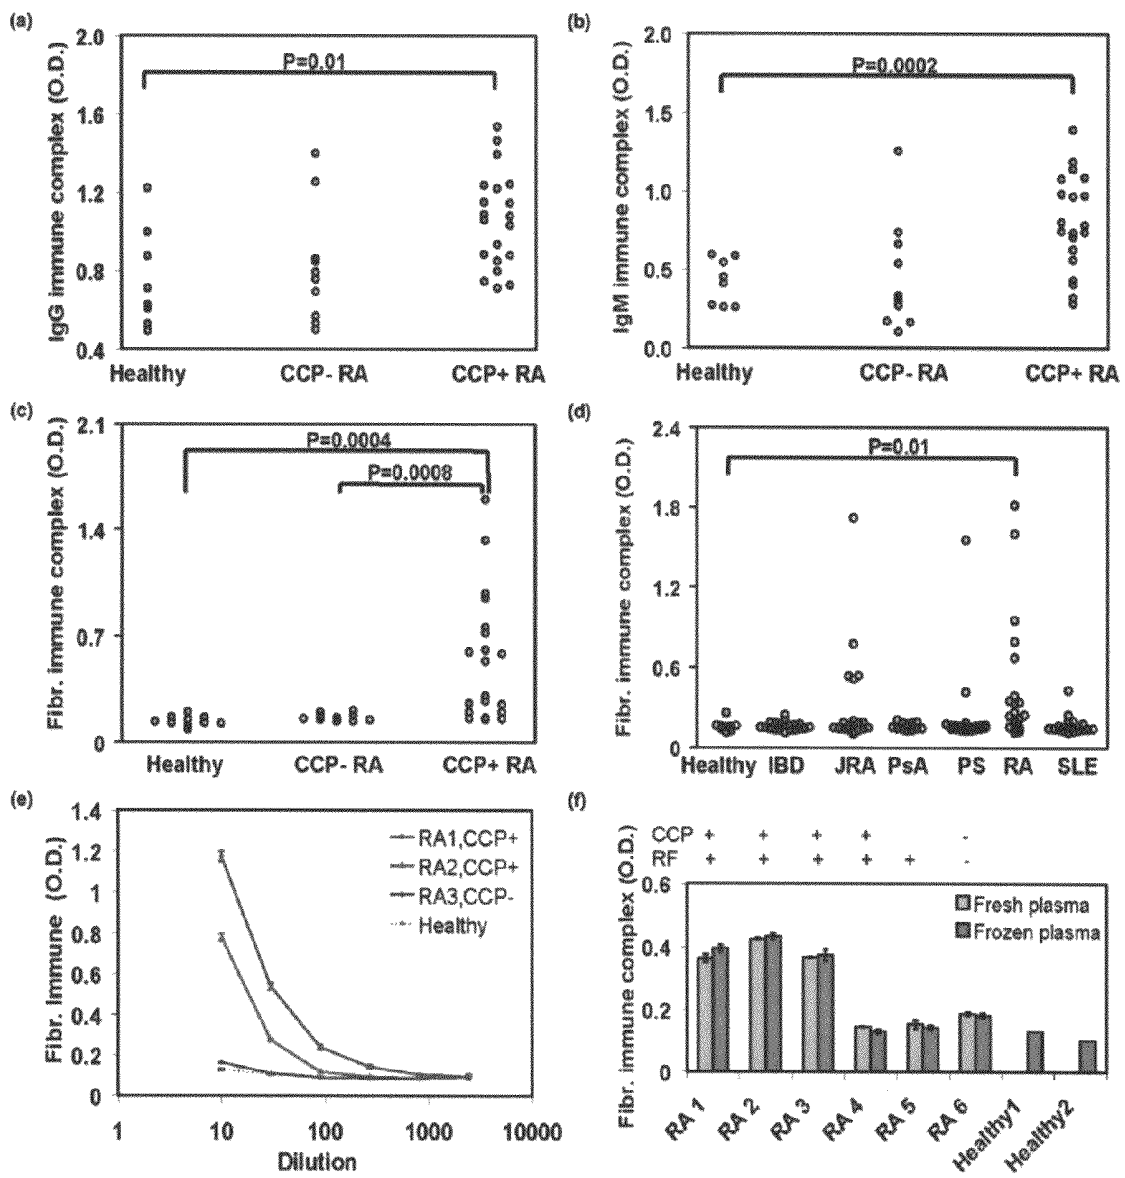 (a)
IgG immune complex (O.D.)
2.0
1.6
1.2
0.8
0.4
P=0.01
Healthy CCP- RA CCP+ RA
(b)
IgM immune complex (O.D.)
2.0
1.5
1.0
0.5
0.0
P=0.0002
Healthy CCP- RA CCP+ RA
(c)
Fibr. immune complex (O.D.)
2.1
1.4
0.7
0
P=0.0004
P=0.0008
Healthy CCP- RA CCP+ RA
(d)
Fibr. immune complex (O.D.)
2.4
1.8
1.2
0.6
0
P=0.01
Healthy IBD JRA PsA PS RA SLE
(e)
Fibr. Immune (O.D.)
1.4
1.2
1
0.8
0.6
0.4
0.2
0
RA1,CCP+
RA2,CCP+
RA3,CCP-
Healthy
1 10 100 1000 10000
Dilution
(f)
CCP + + + + -
RF + + + + + -
Fibr. immune complex (O.D.)
0.6
0.4
0.2
0
Fresh plasma
Frozen plasma
RA 1 RA 2 RA 3 RA 4 RA 5 RA 6 Healthy1 Healthy2